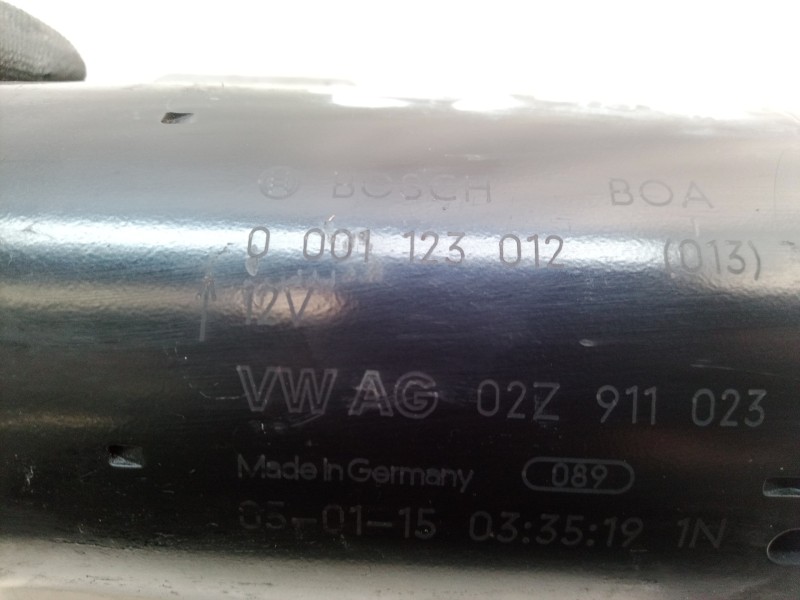 BOSCH BOA
0 001 123 012 (013)
12V
VW AG 02Z 911 023
Made in Germany 089
05-01-15 03:35:19 1N